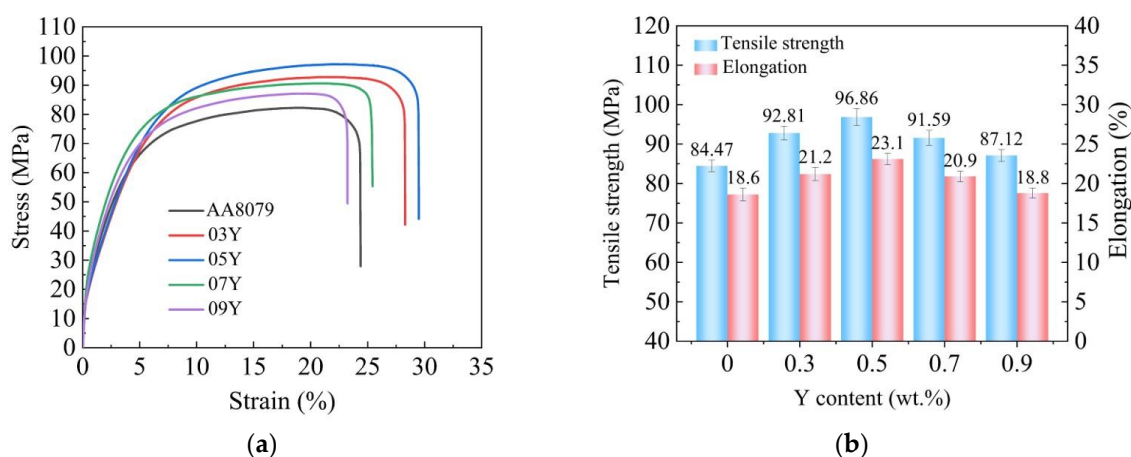 110
100
90
80
70
60
50
40
30
20
10
0
0 5 10 15 20 25 30 35
Stress (MPa)
Strain (%)
AA8079
03Y
05Y
07Y
09Y
(a)
120
110
100
90
80
70
60
50
40
Tensile strength (MPa)
Tensile strength
Elongation
84.47
18.6
92.81
21.2
96.86
23.1
91.59
20.9
87.12
18.8
0 0.3 0.5 0.7 0.9
Y content (wt.%)
40
35
30
25
20
15
10
5
0
Elongation (%)
(b)